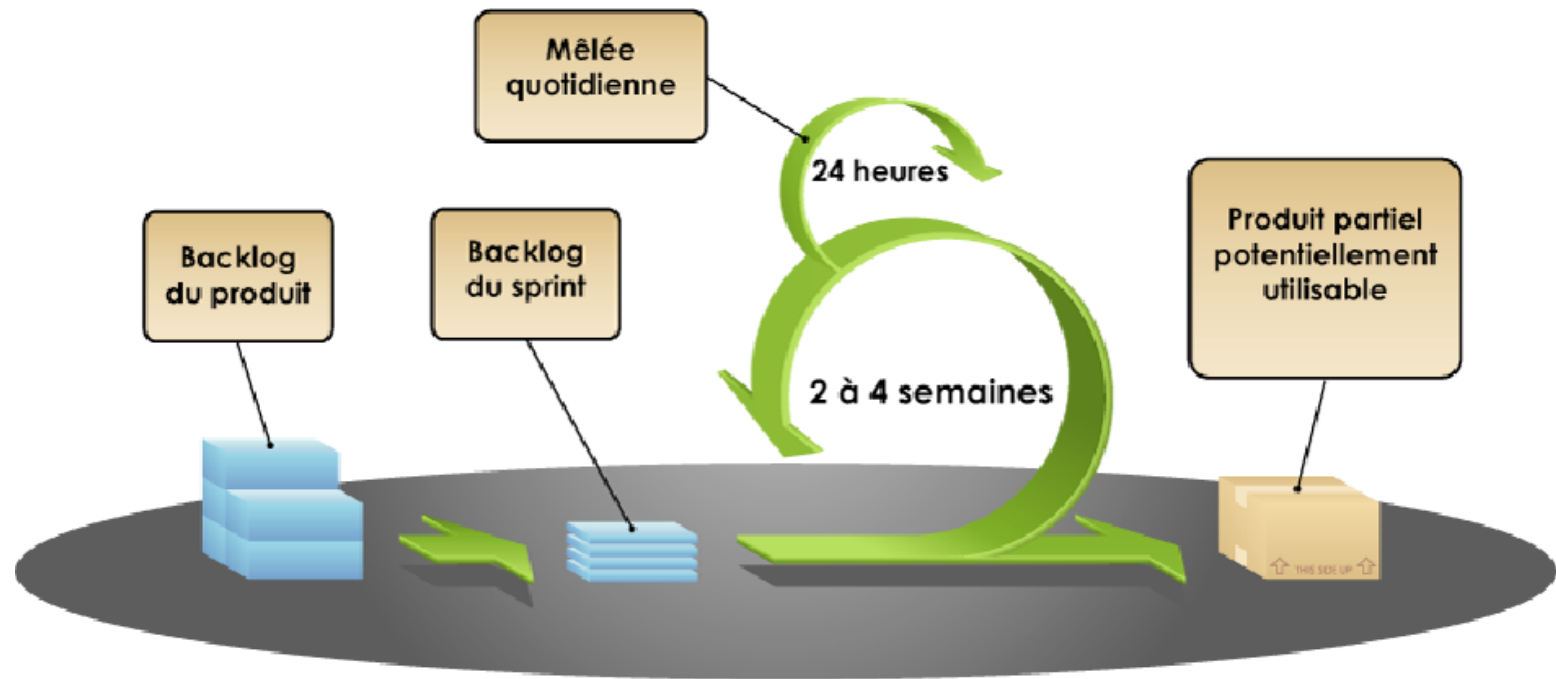 Mêlée
quotidienne
24 heures
Backlog
du produit
Backlog
du sprint
Produit partiel
potentiellement
utilisable
2 à 4 semaines
THIS SIDE UP